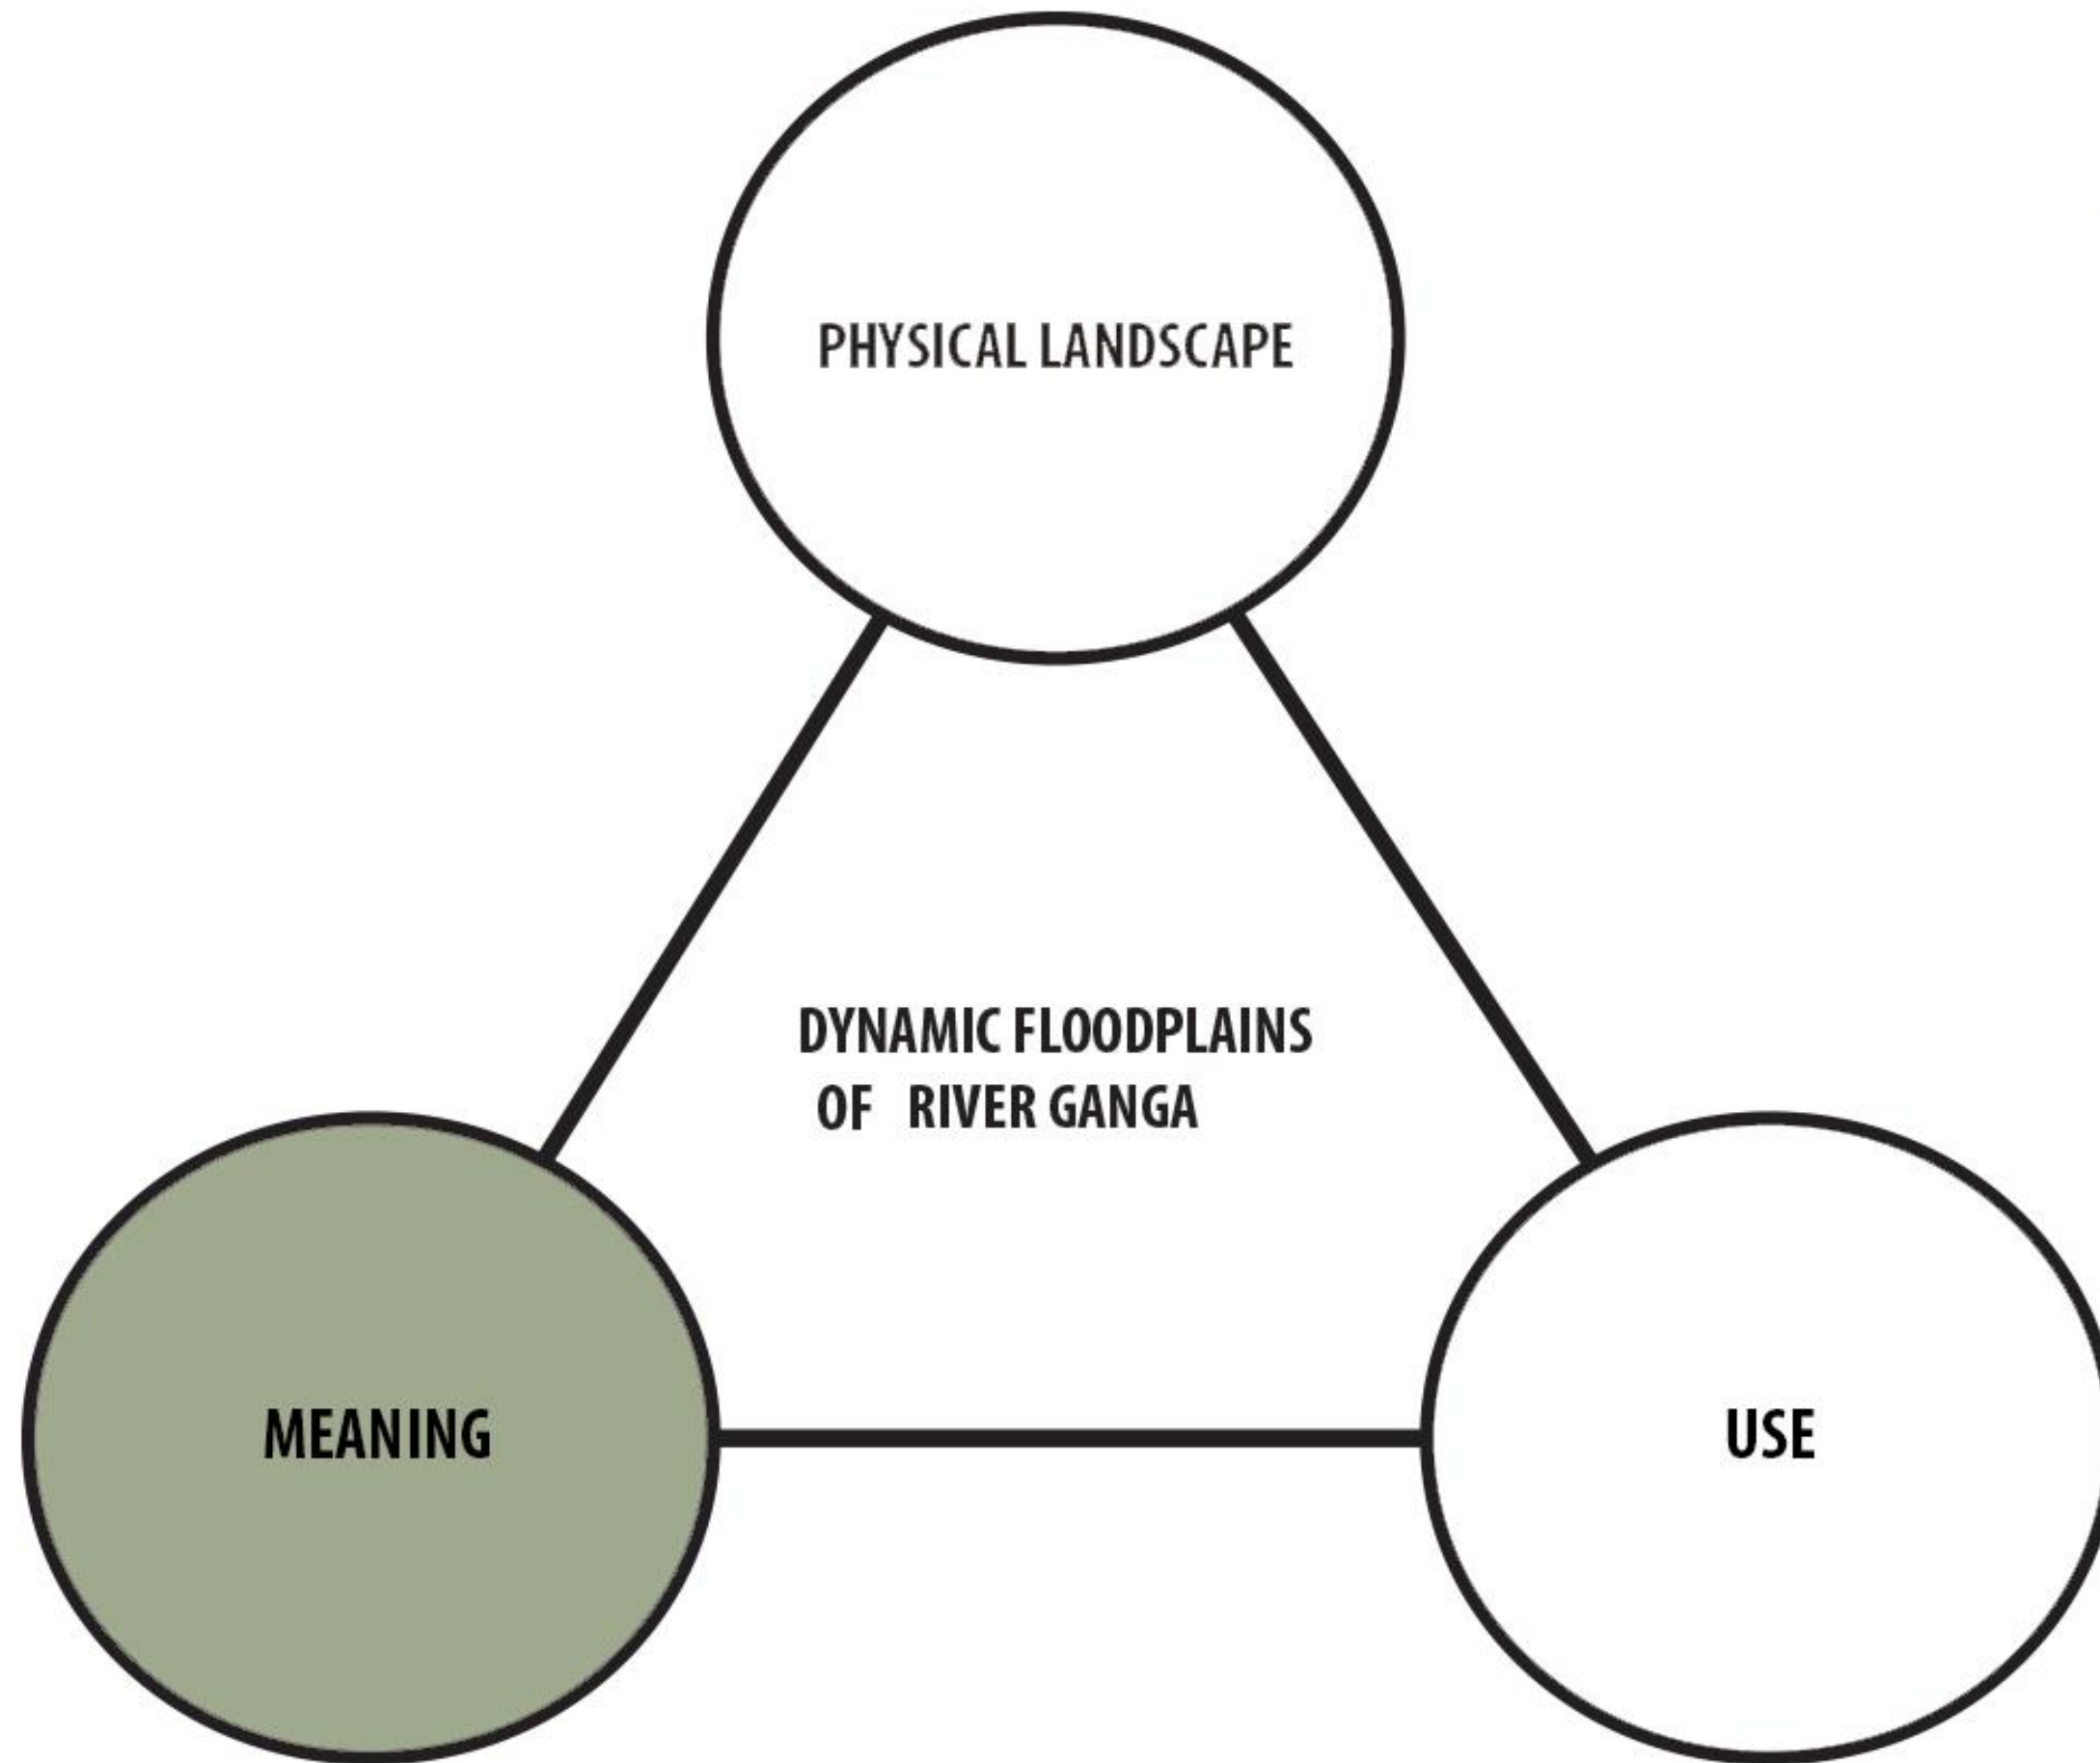 PHYSICAL LANDSCAPE
DYNAMIC FLOODPLAINS
OF RIVER GANGA
MEANING
USE